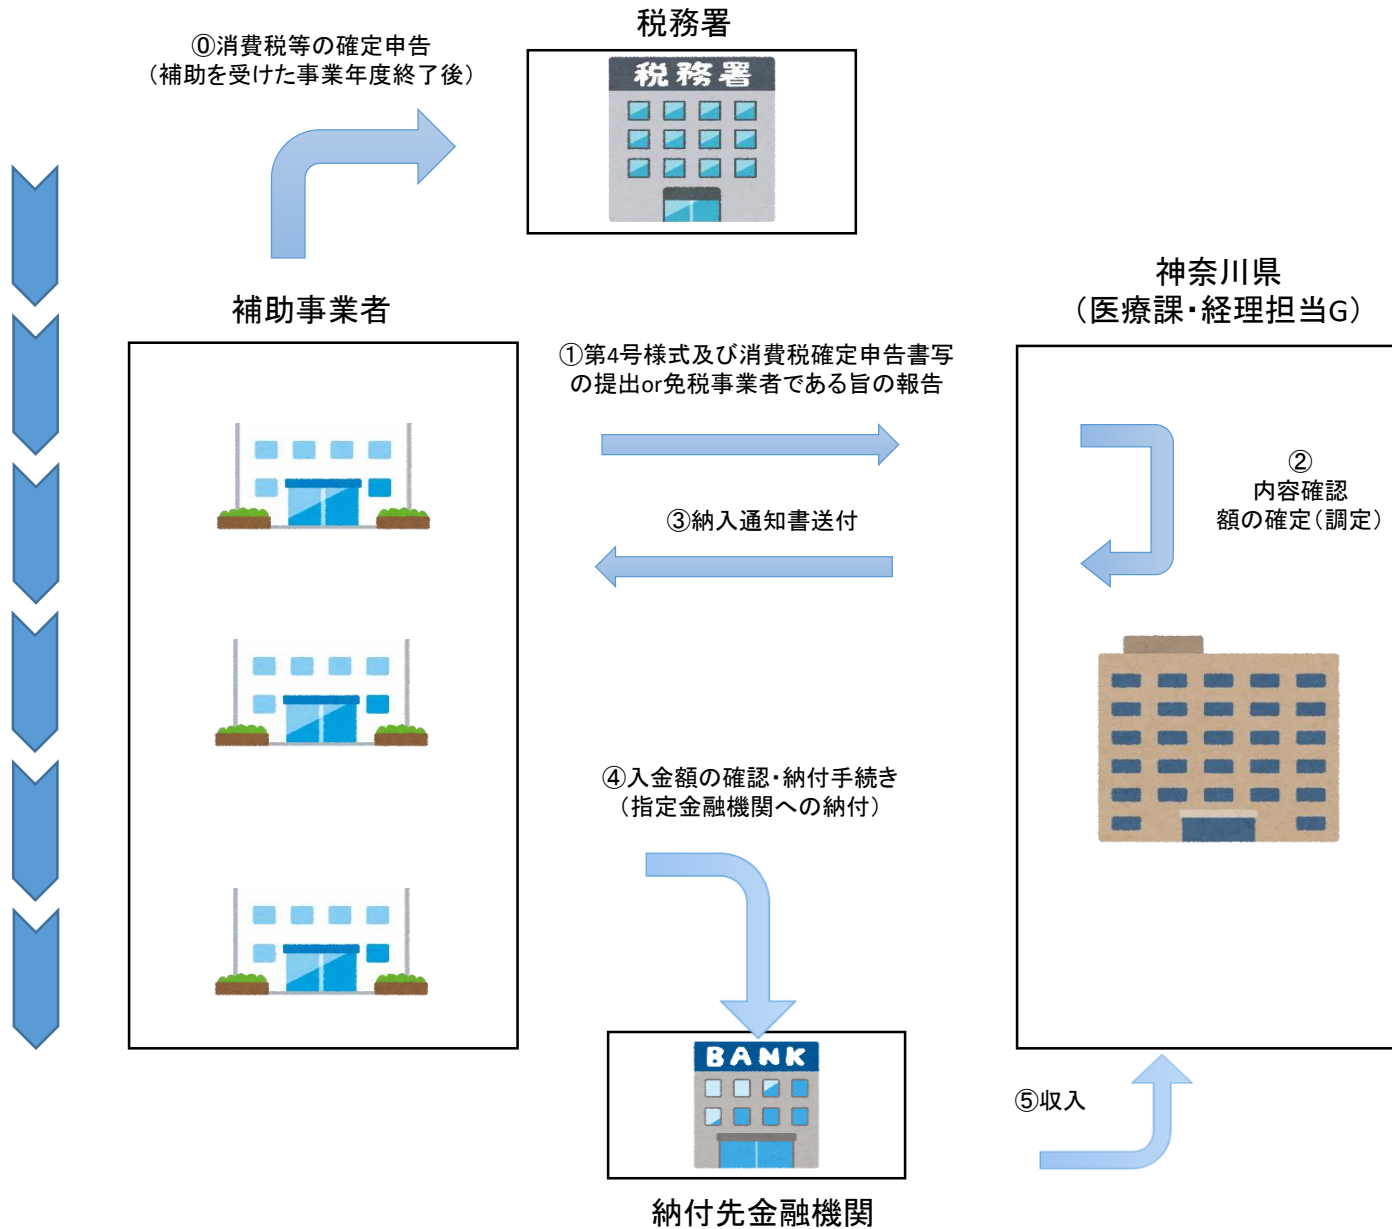 税務署
⓪消費税等の確定申告
（補助を受けた事業年度終了後）
税務署
補助事業者
神奈川県
（医療課・経理担当G）
①第4号様式及び消費税確定申告書写
の提出or免税事業者である旨の報告
②
内容確認
額の確定（調定）
③納入通知書送付
④入金額の確認・納付手続き
（指定金融機関への納付）
BANK
⑤収入
納付先金融機関